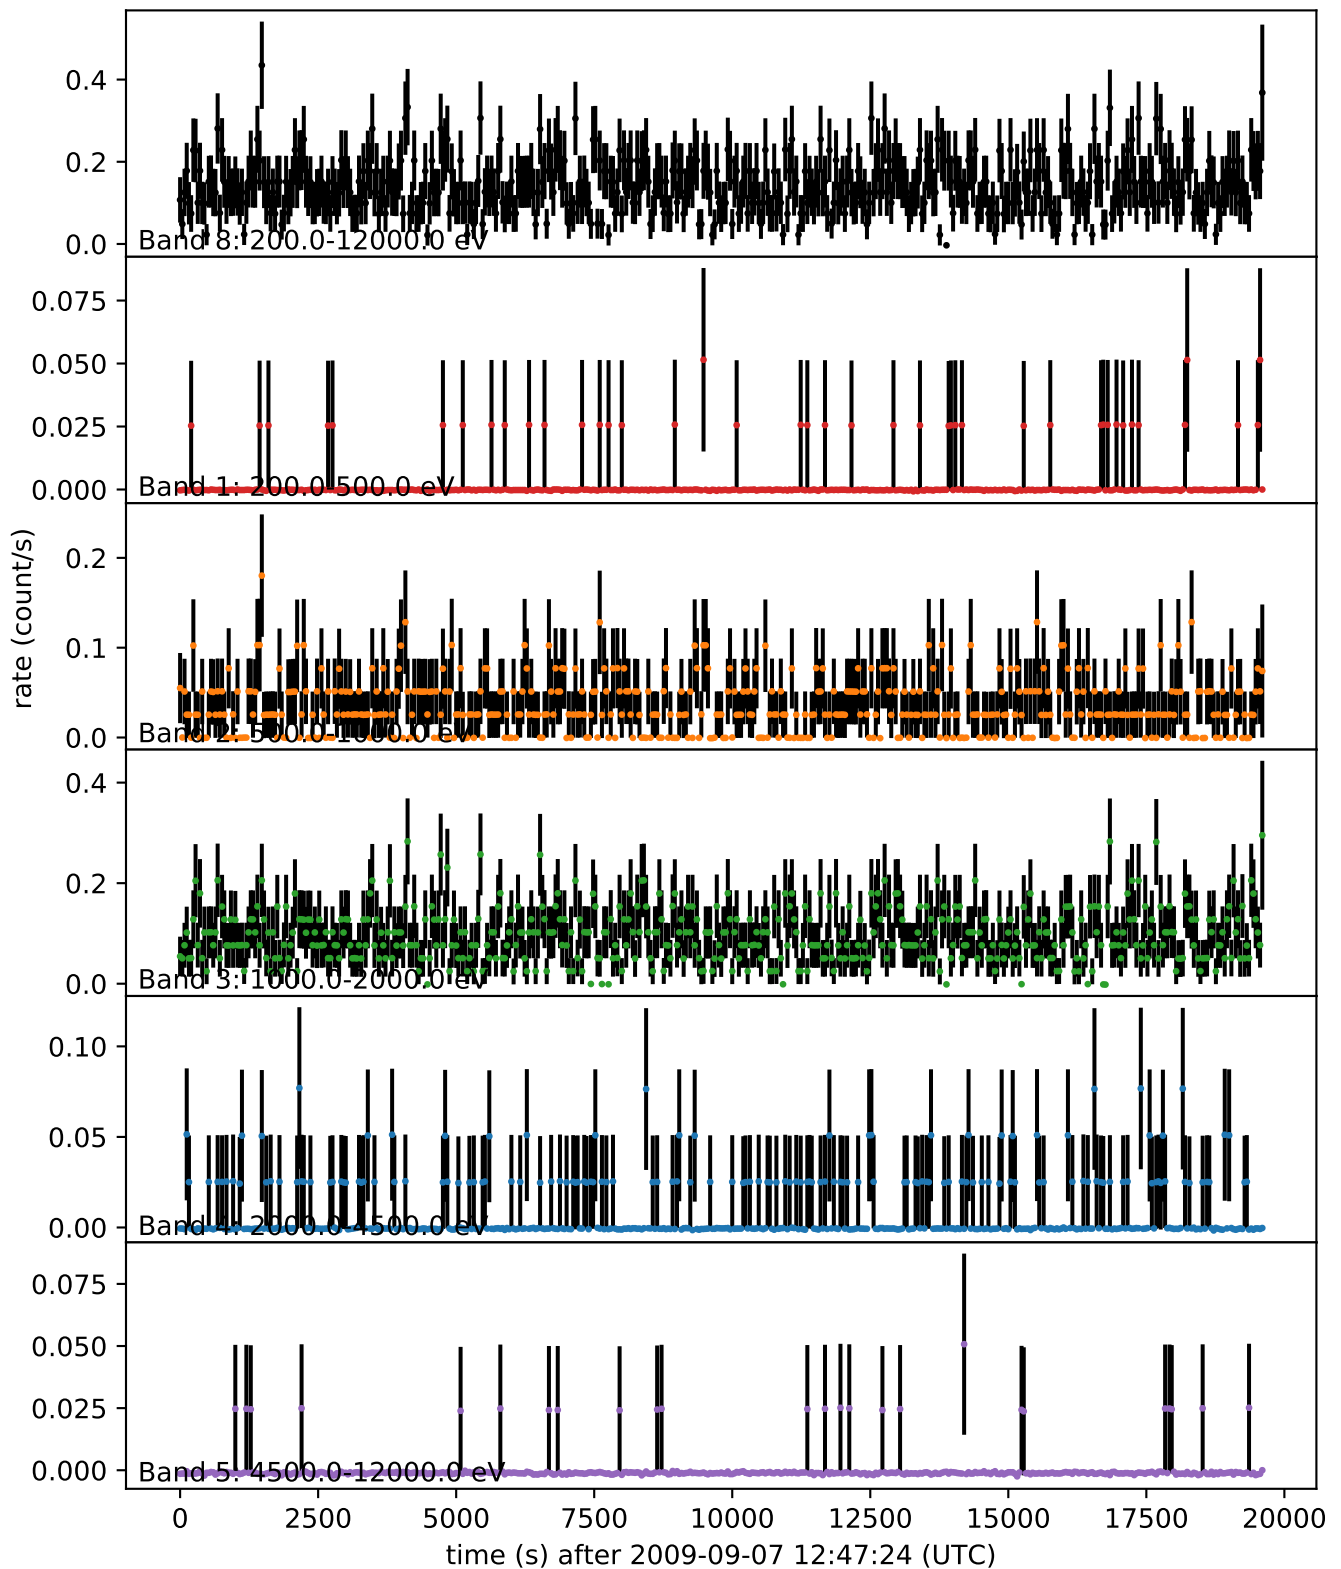 0.4
0.2
0.0
Band 8: 200.0-12000.0 eV
0.075
0.050
0.025
0.000
Band 1: 200.0-500.0 eV
rate (count/s)
0.2
0.1
0.0
Band 2: 500.0-1000.0 eV
0.4
0.2
0.0
Band 3: 1000.0-2000.0 eV
0.10
0.05
0.00
Band 4: 2000.0-4500.0 eV
0.075
0.050
0.025
0.000
Band 5: 4500.0-12000.0 eV
0 2500 5000 7500 10000 12500 15000 17500 20000
time (s) after 2009-09-07 12:47:24 (UTC)